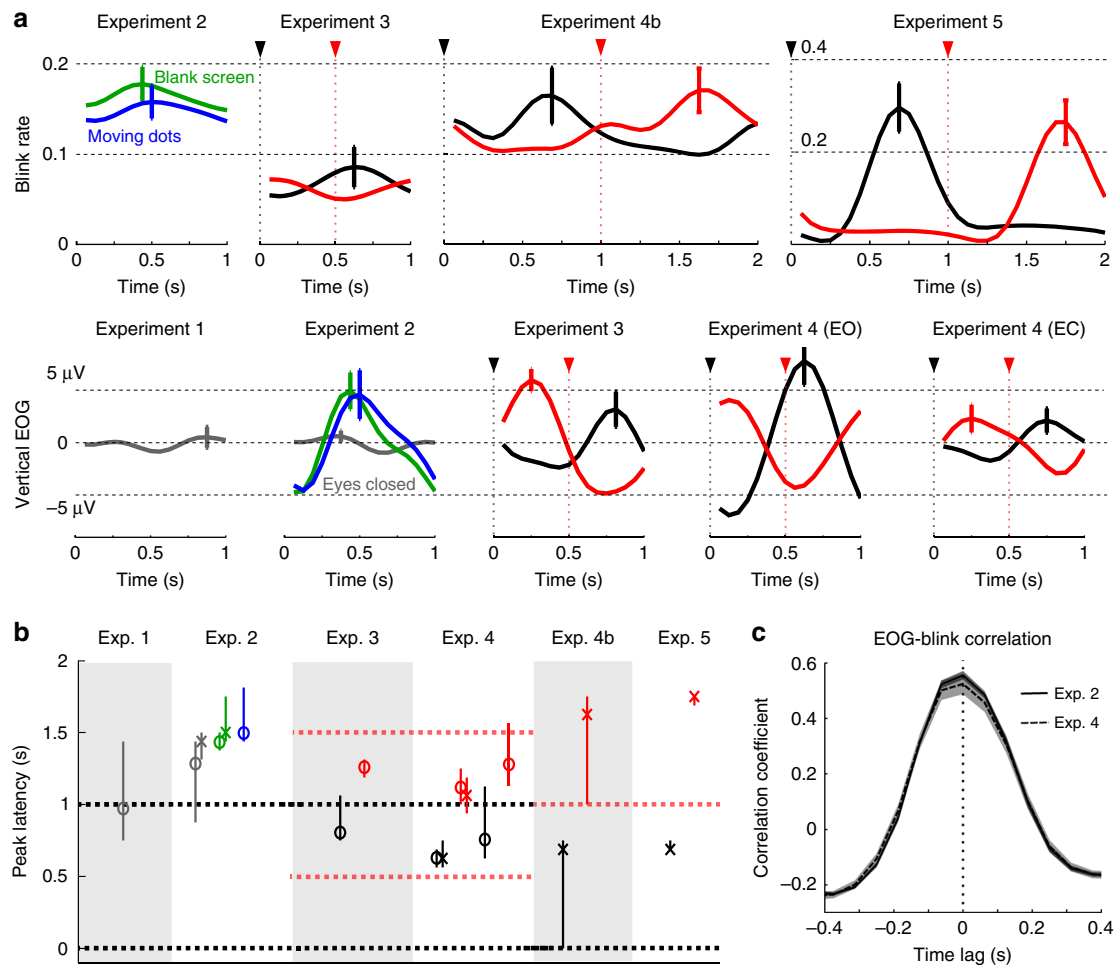 a
Experiment 2
Experiment 3
Experiment 4b
Experiment 5
Blink rate
0.2
0.1
0
Blank screen
Moving dots
0.4
0.2
0 0.5 1
0 0.5 1
0 0.5 1 1.5 2
0 0.5 1 1.5 2
Time (s)
Time (s)
Time (s)
Time (s)
Experiment 1
Experiment 2
Experiment 3
Experiment 4 (EO)
Experiment 4 (EC)
Vertical EOG
5 μV
0
−5 μV
Eyes closed
0 0.5 1
0 0.5 1
0 0.5 1
0 0.5 1
0 0.5 1
Time (s)
Time (s)
Time (s)
Time (s)
Time (s)
b
Exp. 1
Exp. 2
Exp. 3
Exp. 4
Exp. 4b
Exp. 5
Peak latency (s)
2
1.5
1
0.5
0
c
EOG-blink correlation
Correlation coefficient
0.6
0.4
0.2
0
−0.2
Exp. 2
Exp. 4
−0.4 −0.2 0 0.2 0.4
Time lag (s)